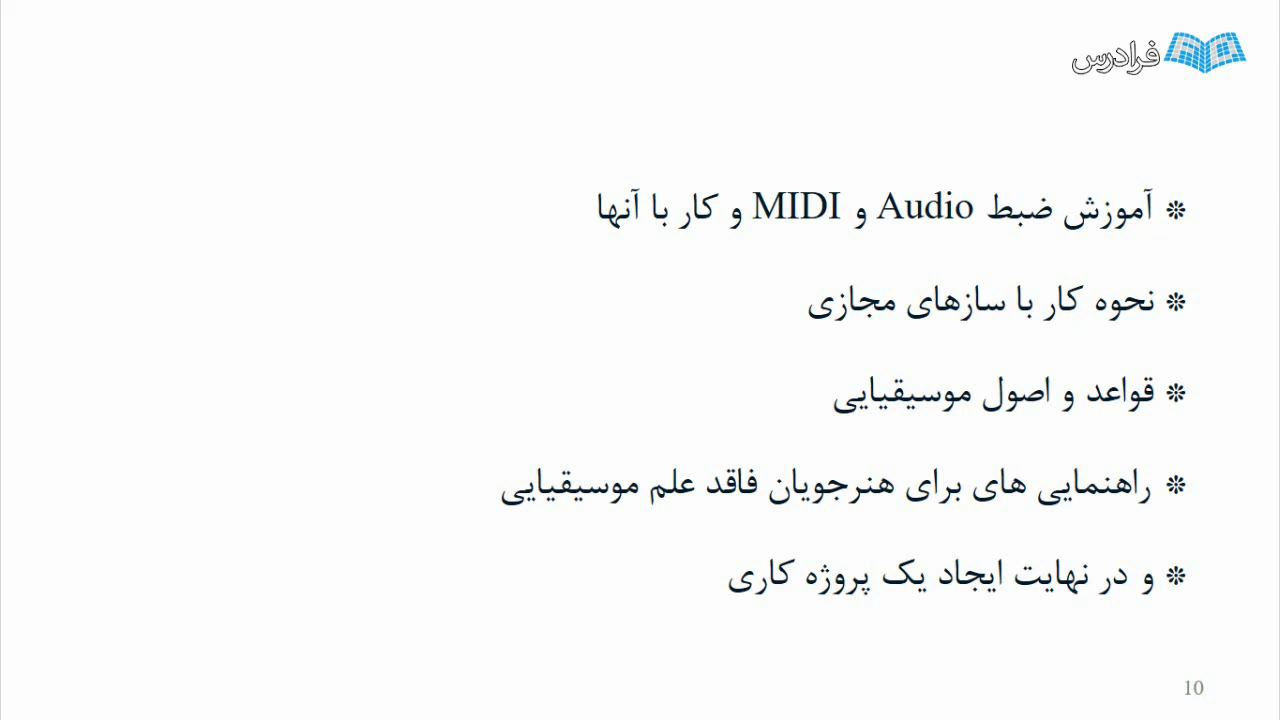 فرادرس
❊ آموزش ضبط Audio و MIDI و کار با آنها
❊ نحوه کار با سازهای مجازی
❊ قواعد و اصول موسیقیایی
❊ راهنمایی های برای هنرجویان فاقد علم موسیقیایی
❊ و در نهایت ایجاد یک پروژه کاری
10